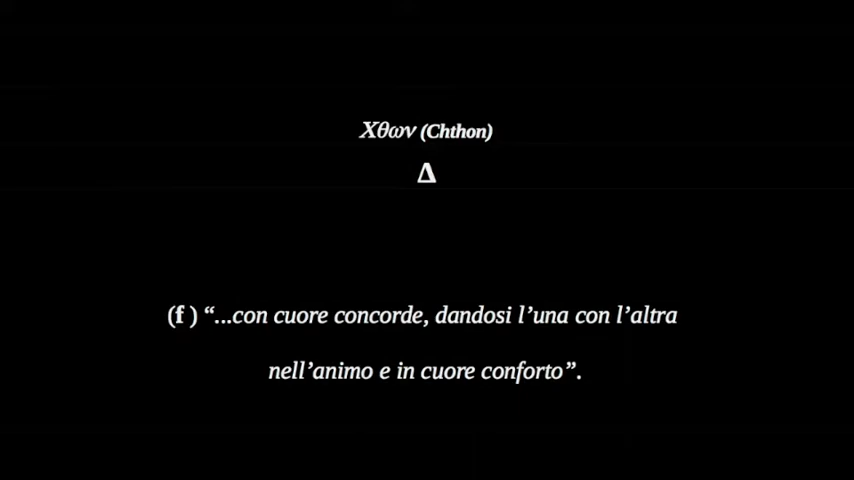 Χθων (Chthon)
Δ
(f ) “...con cuore concorde, dandosi l’una con l’altra
nell’animo e in cuore conforto”.